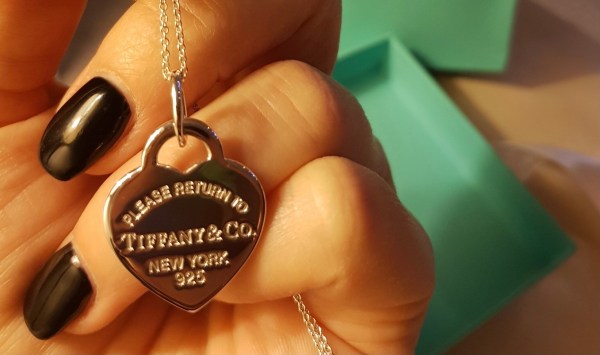 PLEASE RETURN TO
TIFFANY & CO.
NEW YORK
925